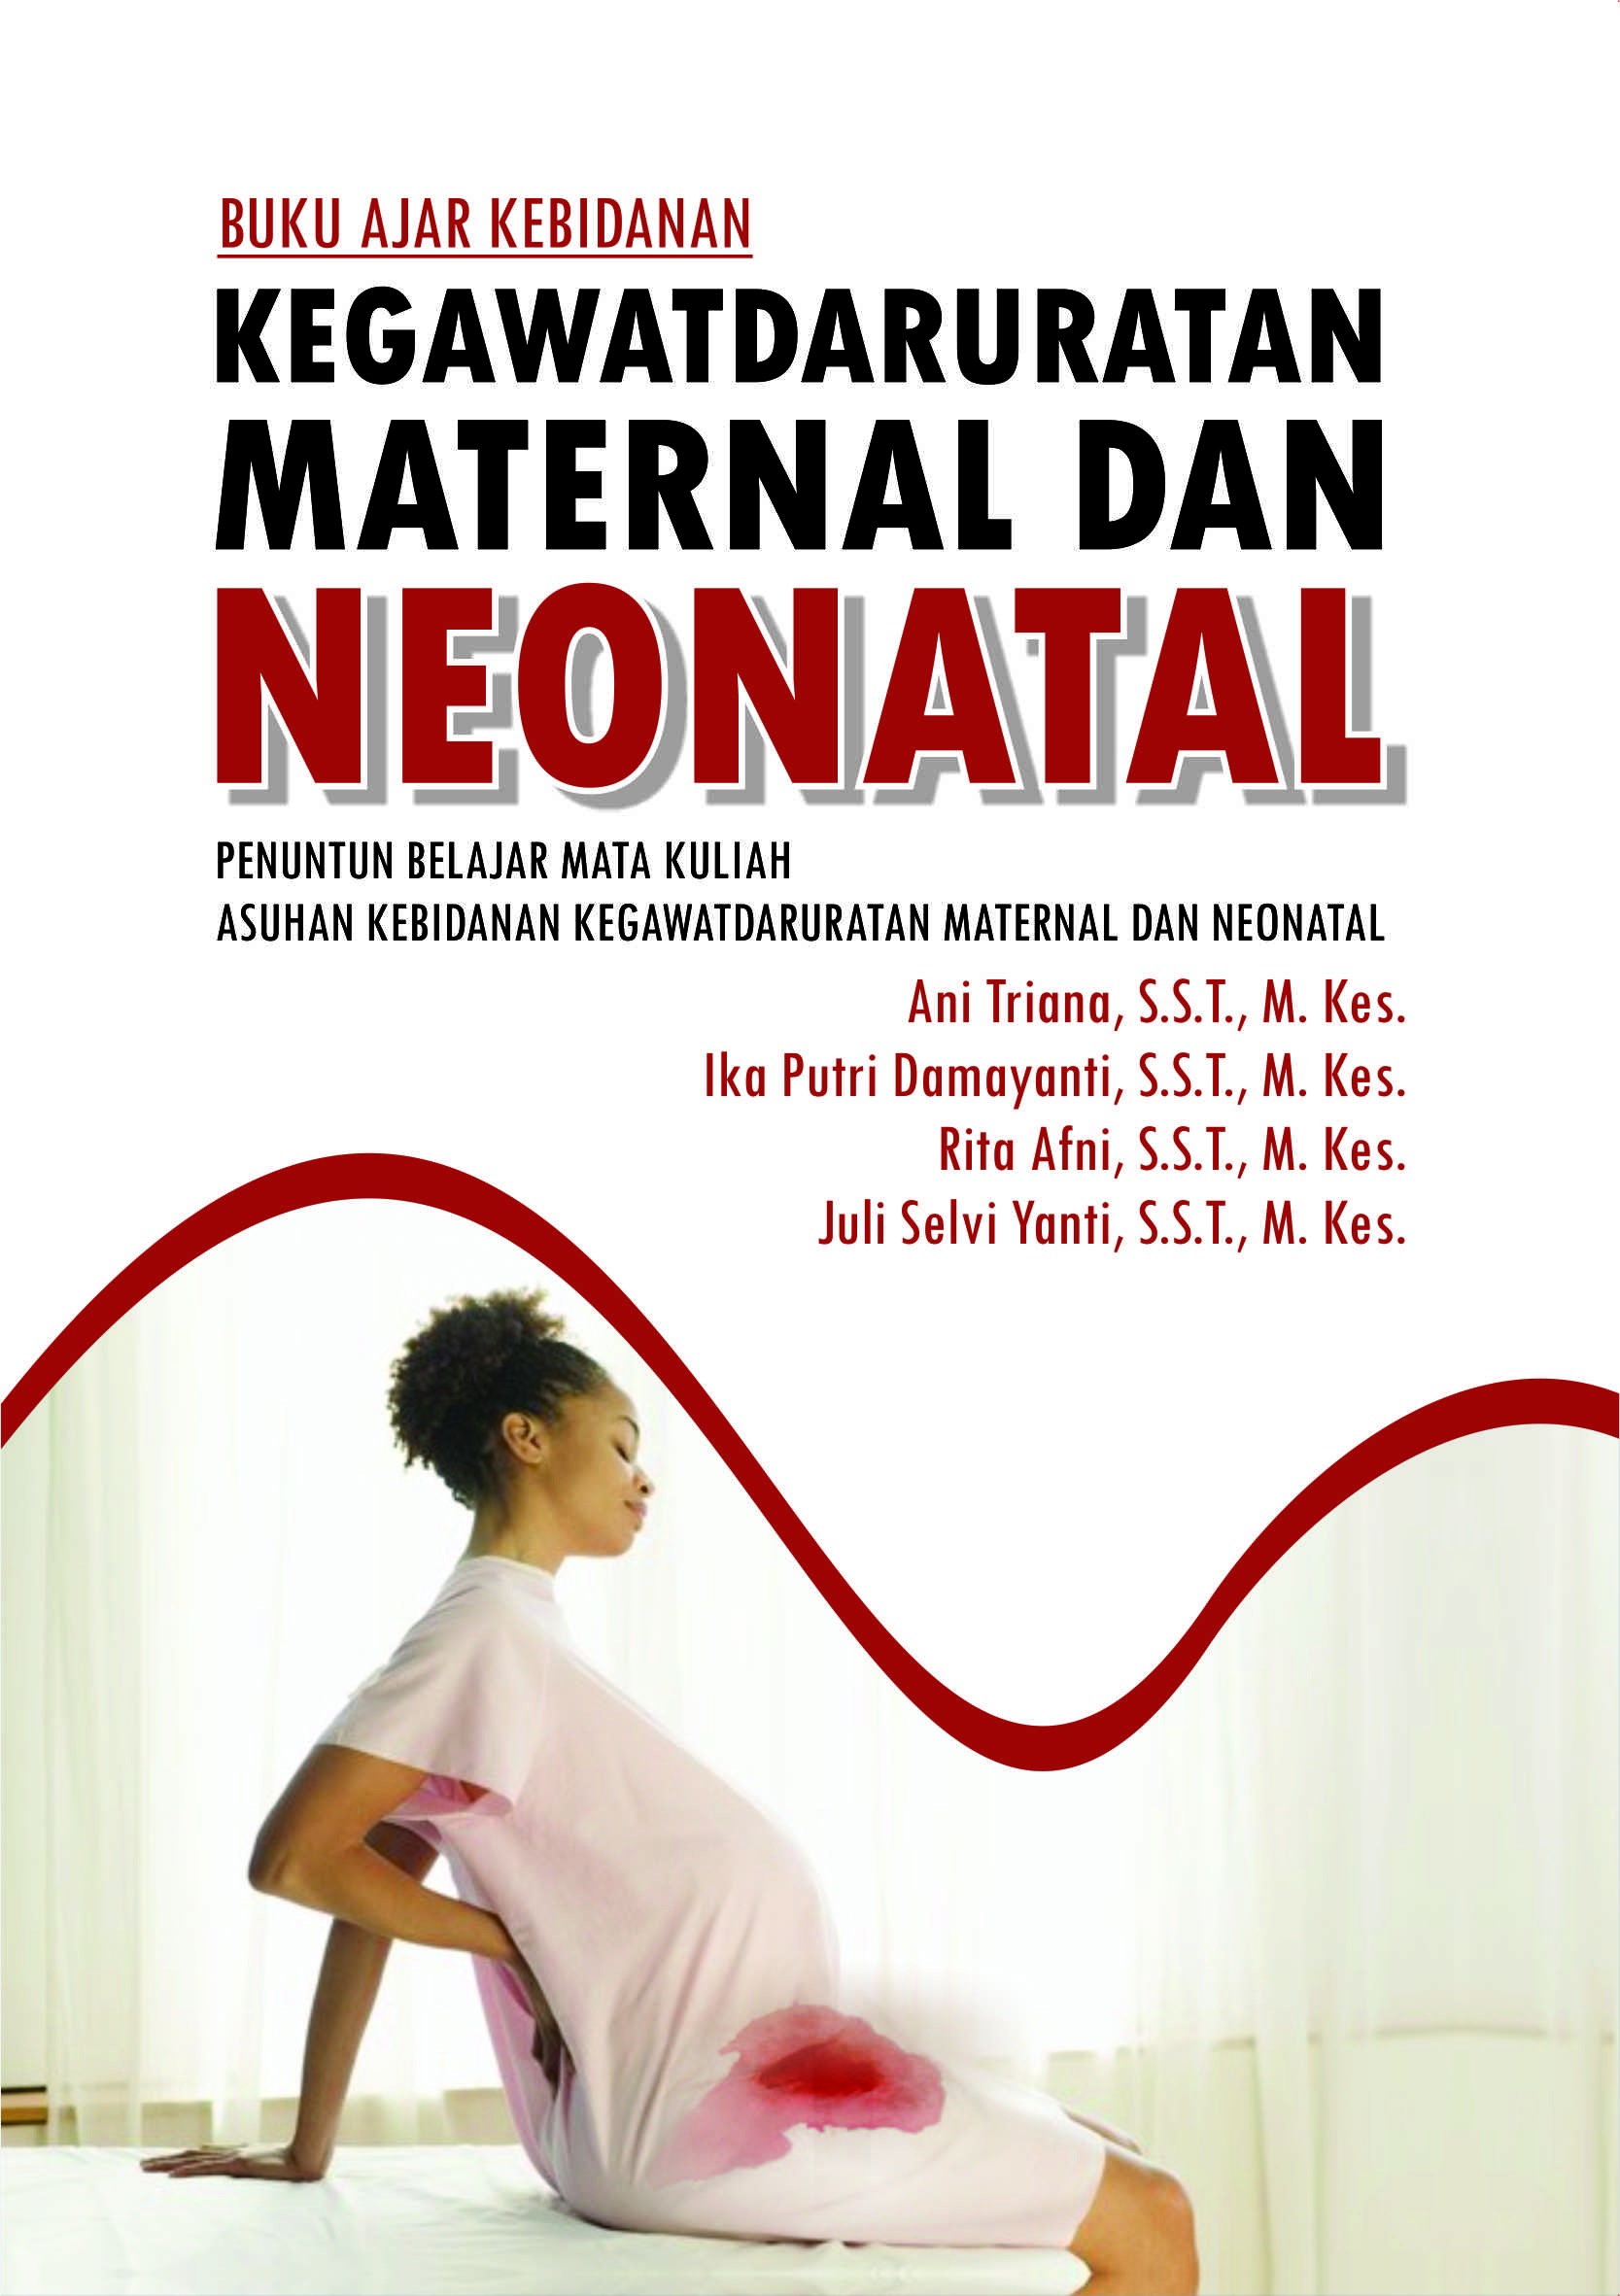 BUKU AJAR KEBIDANAN
KEGAWATDARURATAN
MATERNAL DAN
NEONATAL
PENUNTUN BELAJAR MATA KULIAH
ASUHAN KEBIDANAN KEGAWATDARURATAN MATERNAL DAN NEONATAL
Ani Triana, S.S.T., M. Kes.
Ika Putri Damayanti, S.S.T., M. Kes.
Rita Afni, S.S.T., M. Kes.
Juli Selvi Yanti, S.S.T., M. Kes.